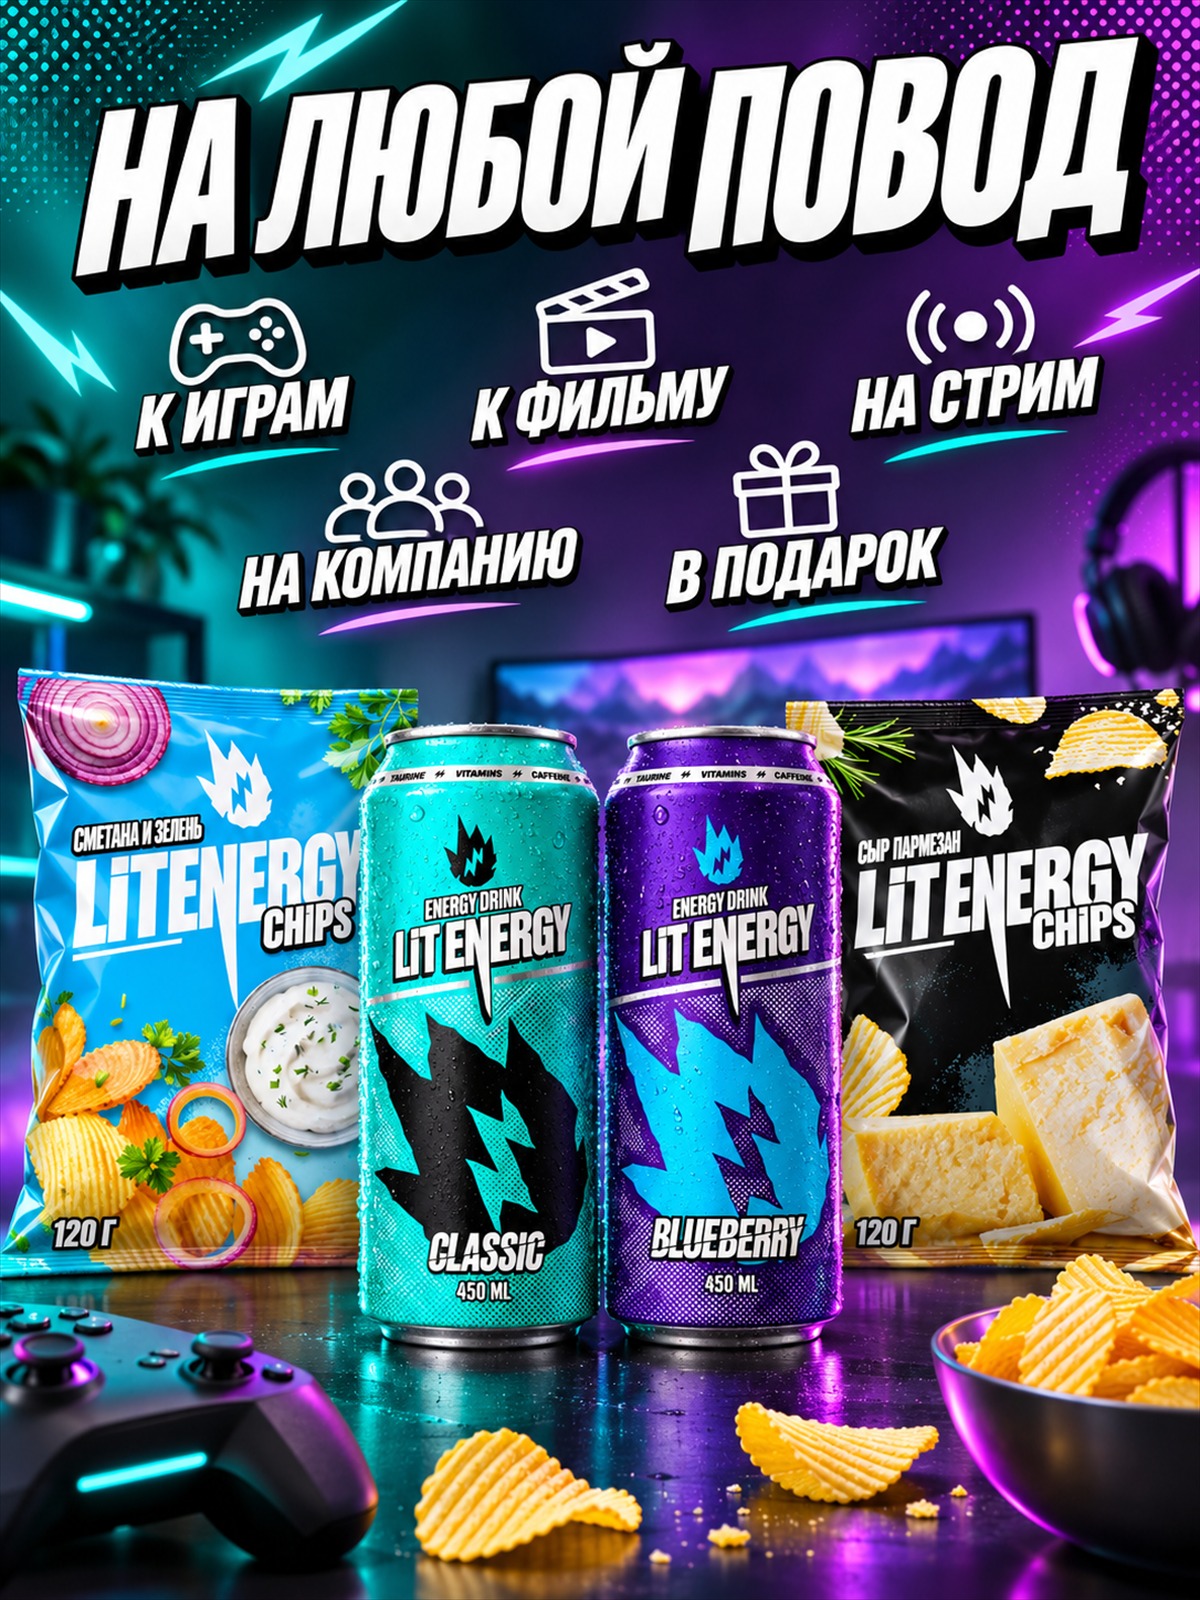 НА ЛЮБОЙ ПОВОД
К ИГРАМ
К ФИЛЬМУ
НА СТРИМ
НА КОМПАНИЮ
В ПОДАРОК
СМЕТАНА И ЗЕЛЕНЬ
LiTENERGY
CHiPS
120 Г
TAURINE VITAMINS CAFFEINE
ENERGY DRINK
LiT ENERGY
CLASSIC
450 ML
TAURINE VITAMINS CAFFEINE
ENERGY DRINK
LiT ENERGY
BLUEBERRY
450 ML
СЫР ПАРМЕЗАН
LiTENERGY
CHiPS
120 Г